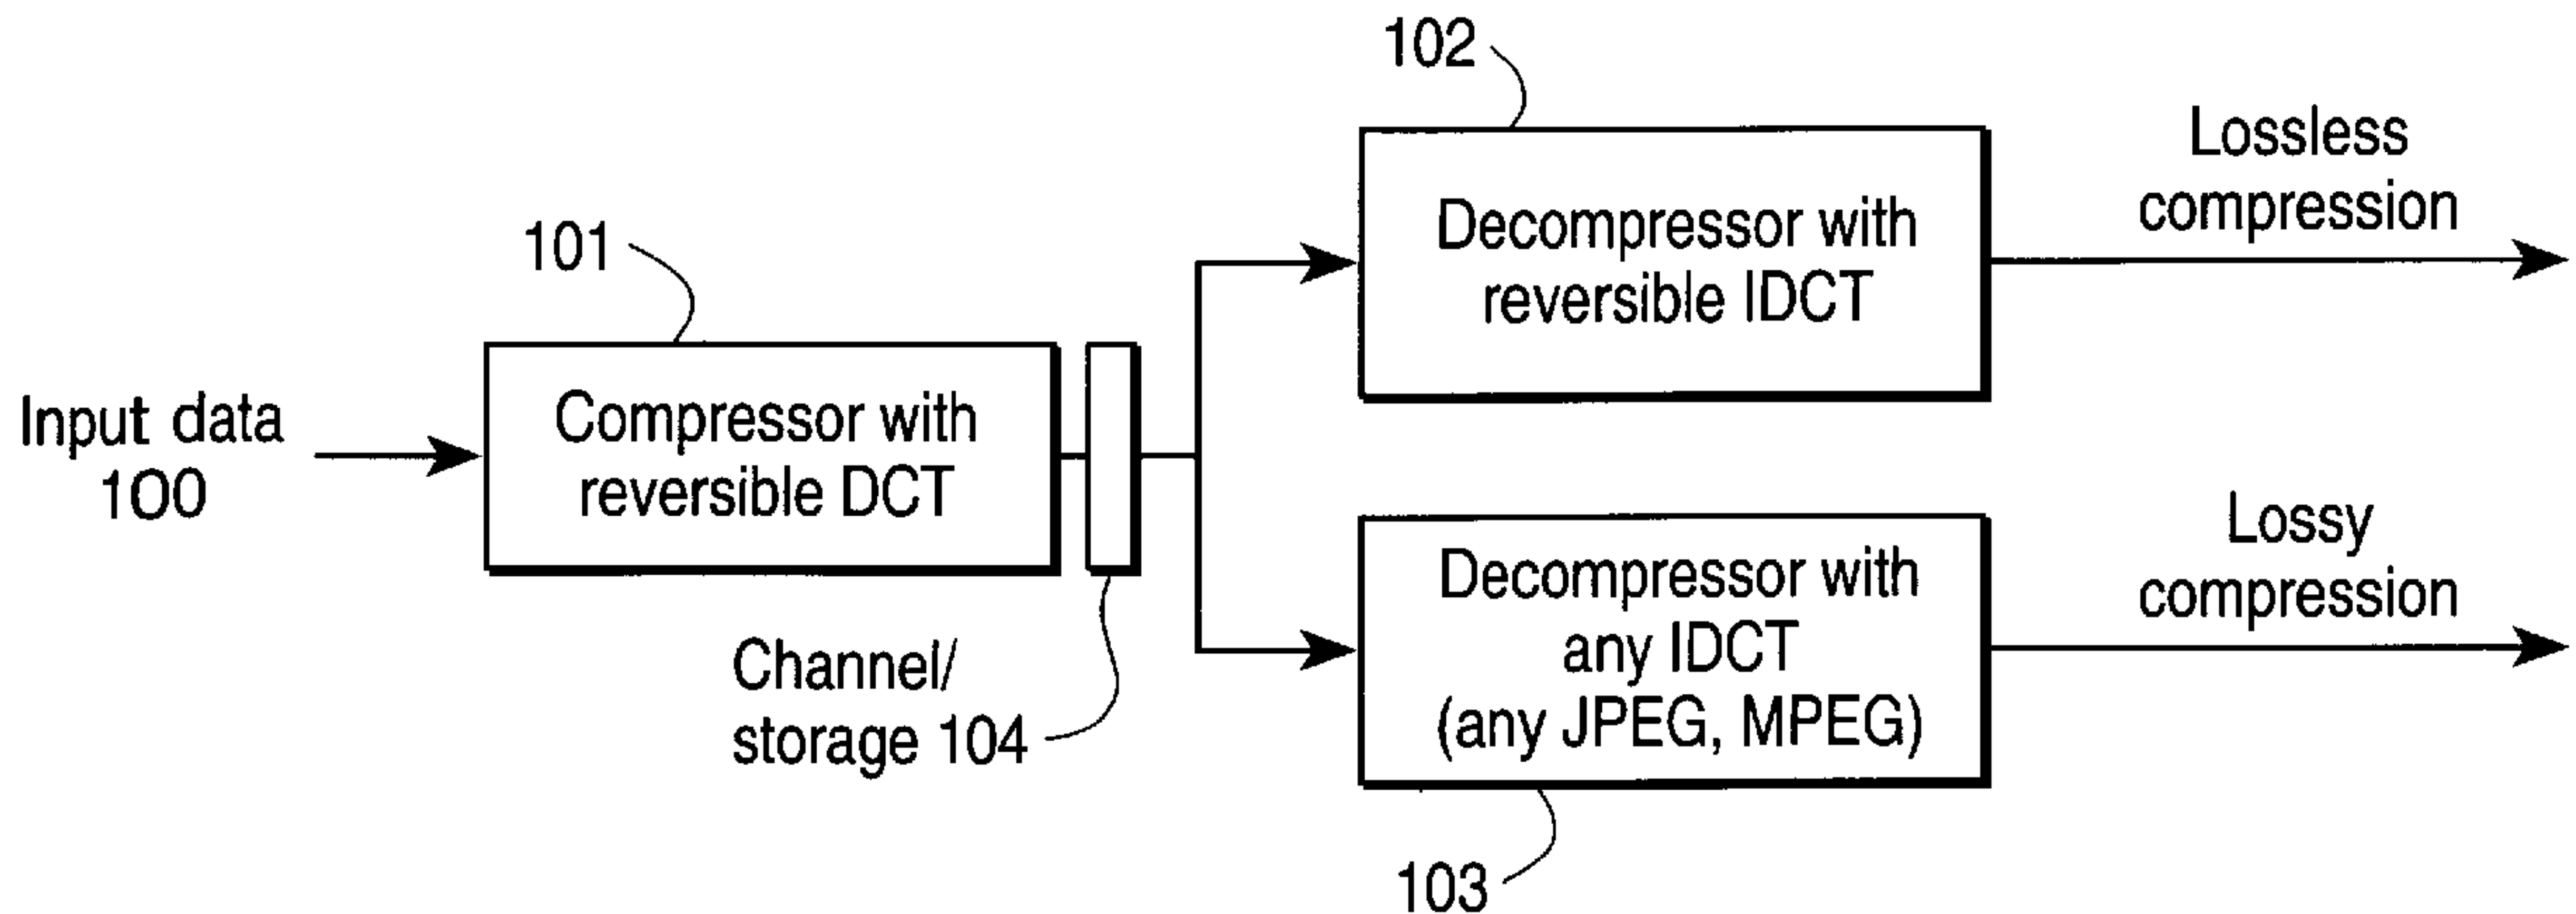 Input data
100
101
Compressor with
reversible DCT
Channel/
storage 104
102
Decompressor with
reversible IDCT
Lossless
compression
Decompressor with
any IDCT
(any JPEG, MPEG)
103
Lossy
compression